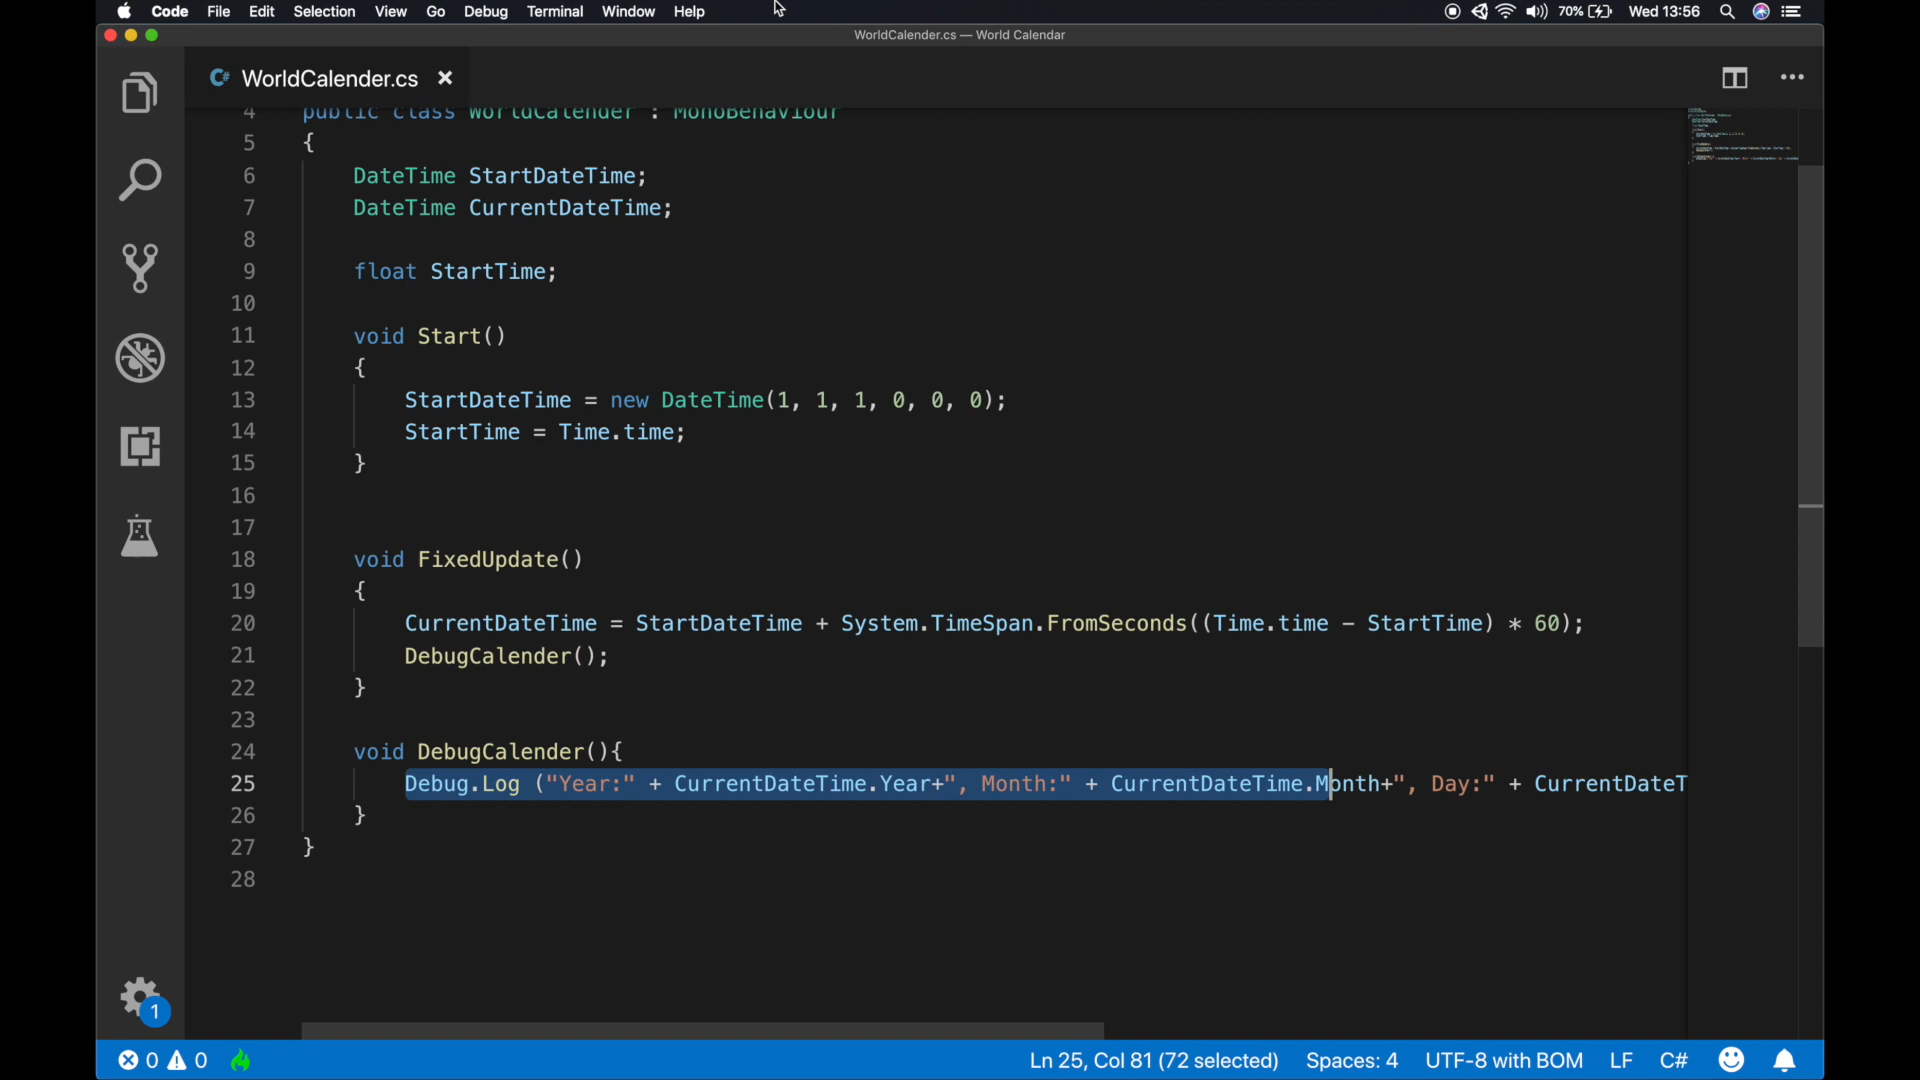 Code File Edit Selection View Go Debug Terminal Window Help 70% Wed 13:56
WorldCalender.cs — World Calendar
C# WorldCalender.cs ×
4 public class WorldCalender : MonoBehaviour
5 {
6 DateTime StartDateTime;
7 DateTime CurrentDateTime;
8
9 float StartTime;
10
11 void Start()
12 {
13 StartDateTime = new DateTime(1, 1, 1, 0, 0, 0);
14 StartTime = Time.time;
15 }
16
17
18 void FixedUpdate()
19 {
20 CurrentDateTime = StartDateTime + System.TimeSpan.FromSeconds((Time.time - StartTime) * 60);
21 DebugCalender();
22 }
23
24 void DebugCalender(){
25 Debug.Log ("Year:" + CurrentDateTime.Year+", Month:" + CurrentDateTime.Month+", Day:" + CurrentDateT
26 }
27 }
28
1
0 0 Ln 25, Col 81 (72 selected) Spaces: 4 UTF-8 with BOM LF C#